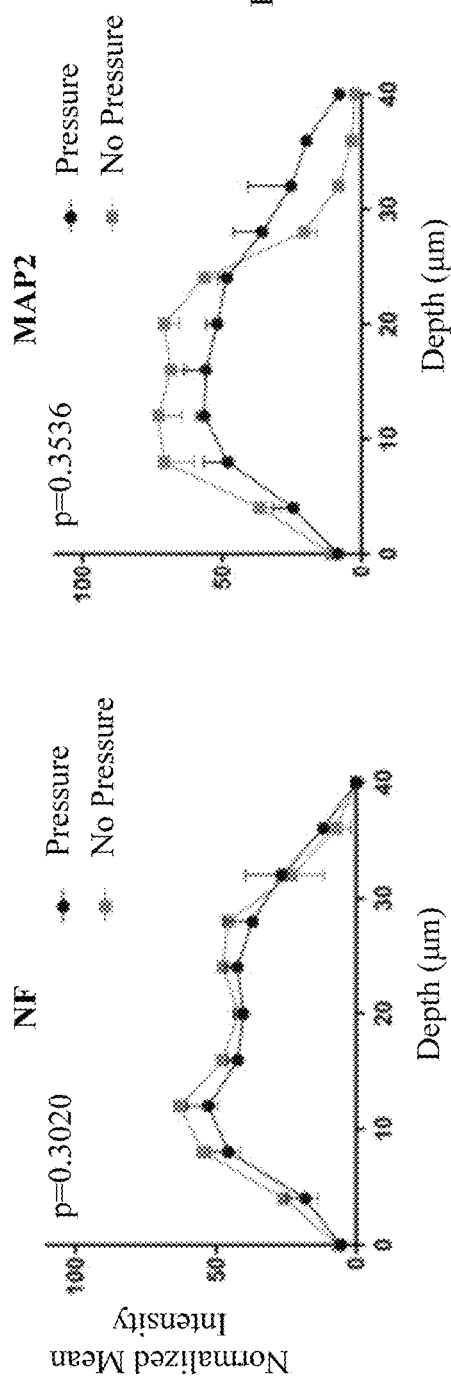 NF
p=0.3020
Pressure
No Pressure
Normalized Mean
Intensity
100
50
0
0
10
20
30
40
Depth (µm)
MAP2
p=0.3536
Pressure
No Pressure
100
50
0
0
10
20
30
40
Depth (µm)